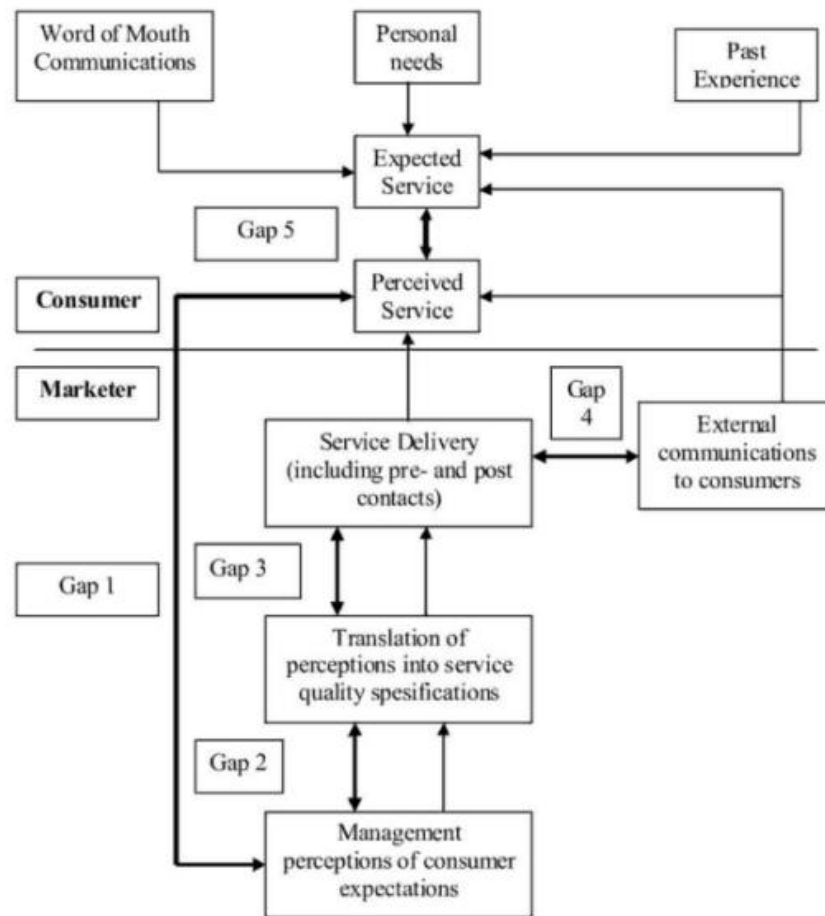 Word of Mouth
Communications
Personal
needs
Past
Experience
Expected
Service
Gap 5
Consumer
Perceived
Service
Marketer
Gap
4
Service Delivery
(including pre- and post
contacts)
External
communications
to consumers
Gap 1
Gap 3
Translation of
perceptions into service
quality spesifications
Gap 2
Management
perceptions of consumer
expectations